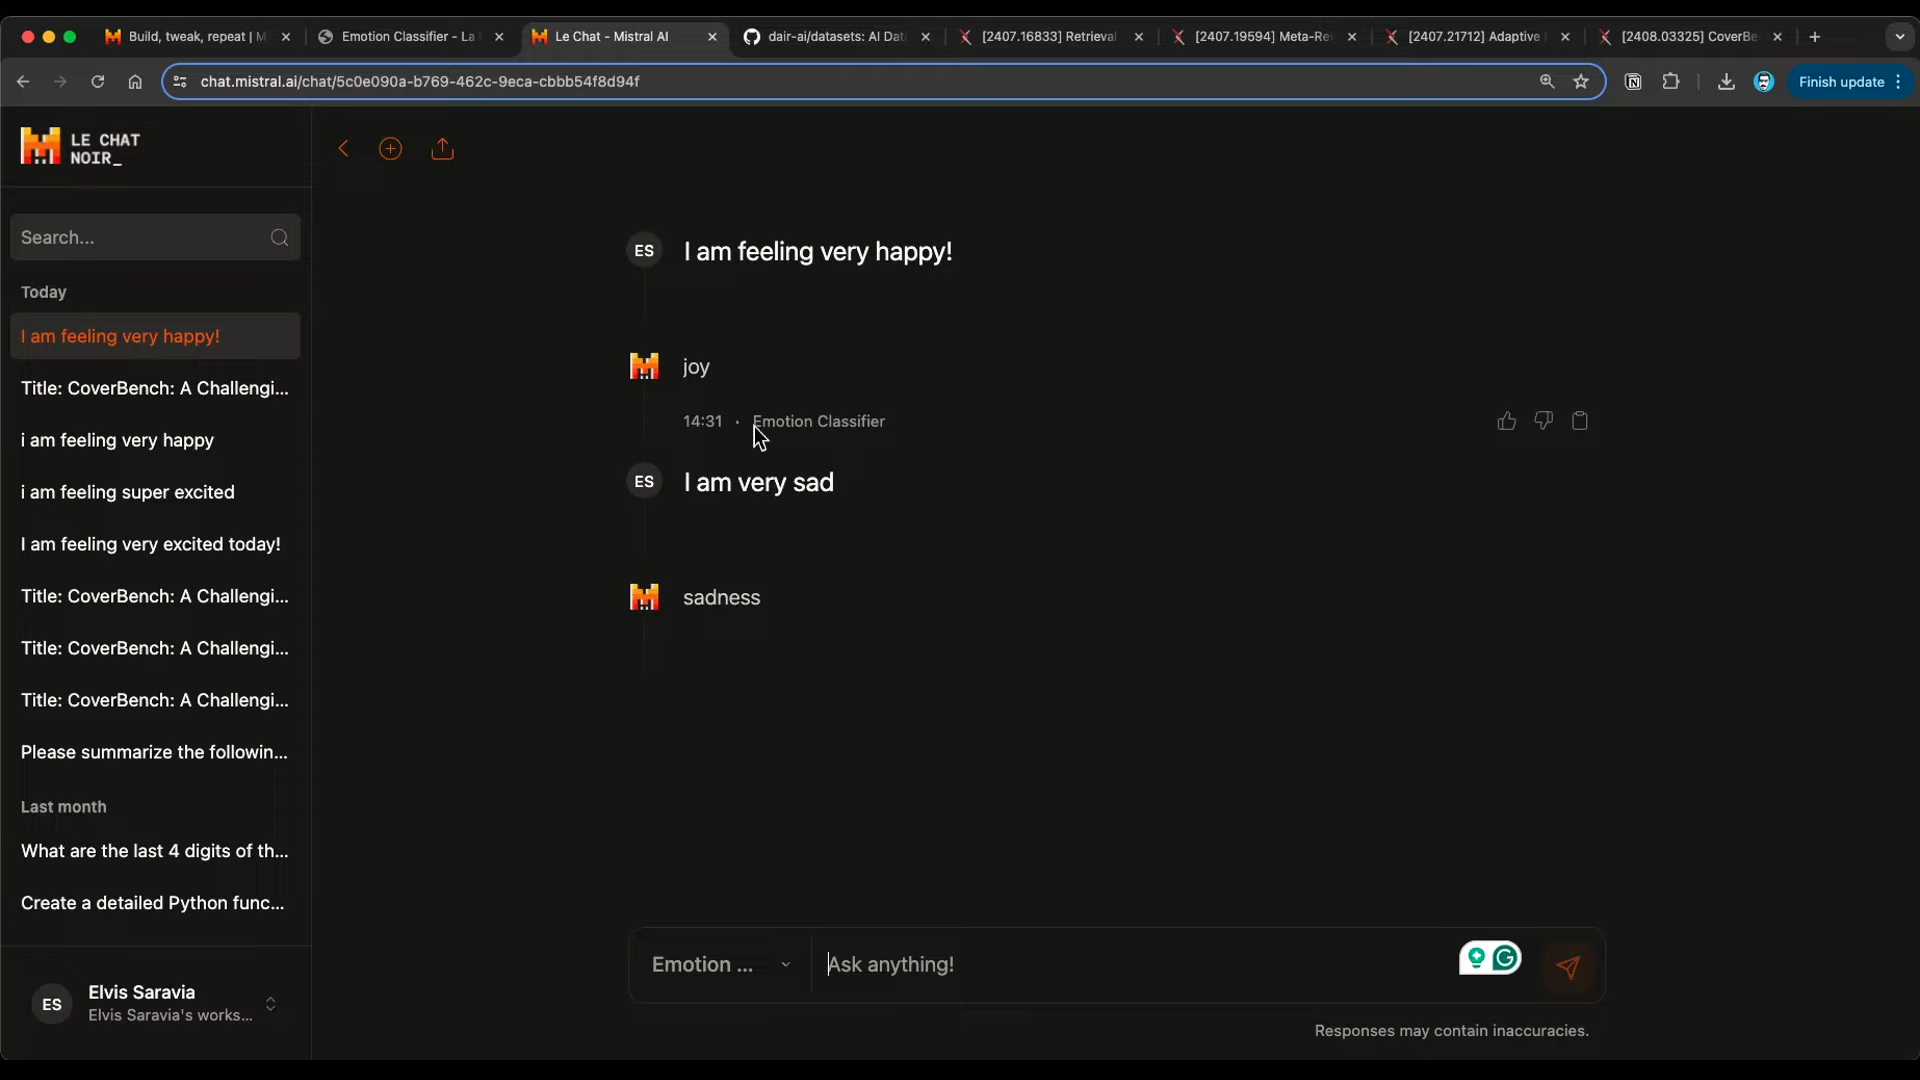 Build, tweak, repeat | M
Emotion Classifier - La
Le Chat - Mistral AI
dair-ai/datasets: AI Dat
[2407.16833] Retrieval
[2407.19594] Meta-Re
[2407.21712] Adaptive
[2408.03325] CoverBe
chat.mistral.ai/chat/5c0e090a-b769-462c-9eca-cbbb54f8d94f
Finish update
LE CHAT
NOIR_
Search...
Today
I am feeling very happy!
Title: CoverBench: A Challengi...
i am feeling very happy
i am feeling super excited
I am feeling very excited today!
Title: CoverBench: A Challengi...
Title: CoverBench: A Challengi...
Title: CoverBench: A Challengi...
Please summarize the followin...
Last month
What are the last 4 digits of th...
Create a detailed Python func...
ES
Elvis Saravia
Elvis Saravia's works...
ES
I am feeling very happy!
joy
14:31 · Emotion Classifier
ES
I am very sad
sadness
Emotion ...
Ask anything!
Responses may contain inaccuracies.